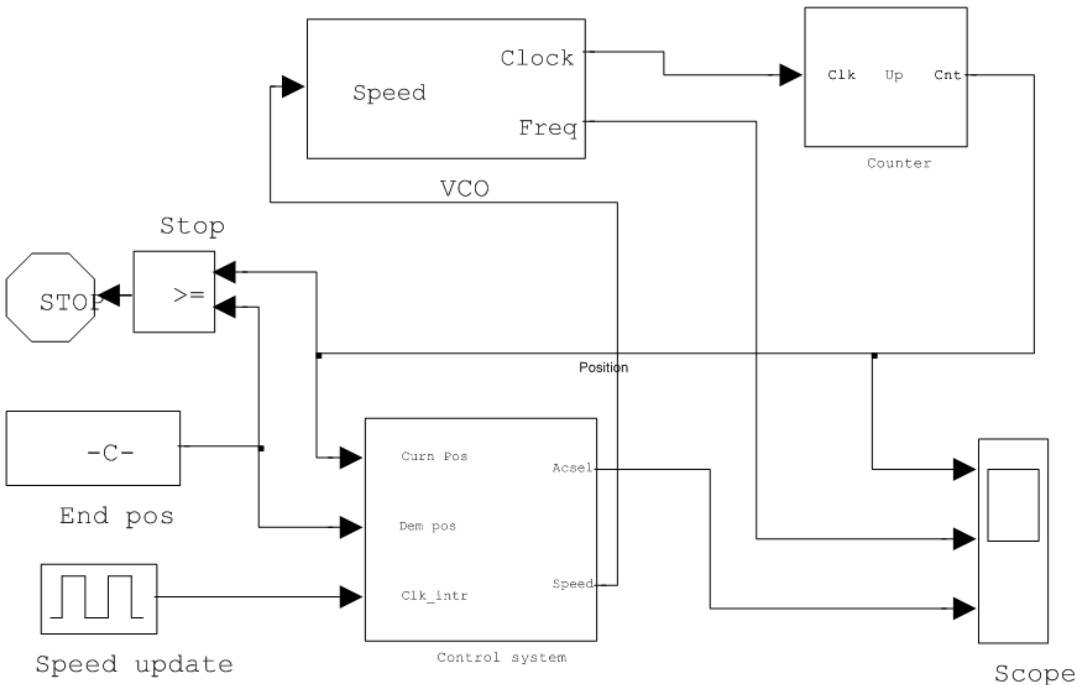 Clock
Speed
Freq
VCO
Clk Up Cnt
Counter
Stop
STOP
>=
Position
-C-
End pos
Curn Pos
Acsel
Dem pos
Speed
Clk_intr
Control system
Speed update
Scope